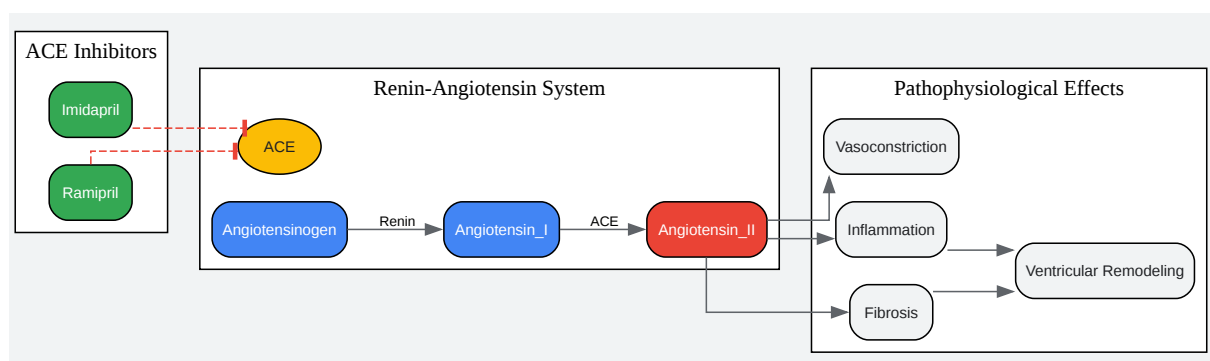 ACE Inhibitors
Imidapril
Ramipril
Renin-Angiotensin System
ACE
Angiotensinogen
Renin
Angiotensin_I
ACE
Angiotensin_II
Pathophysiological Effects
Vasoconstriction
Inflammation
Fibrosis
Ventricular Remodeling